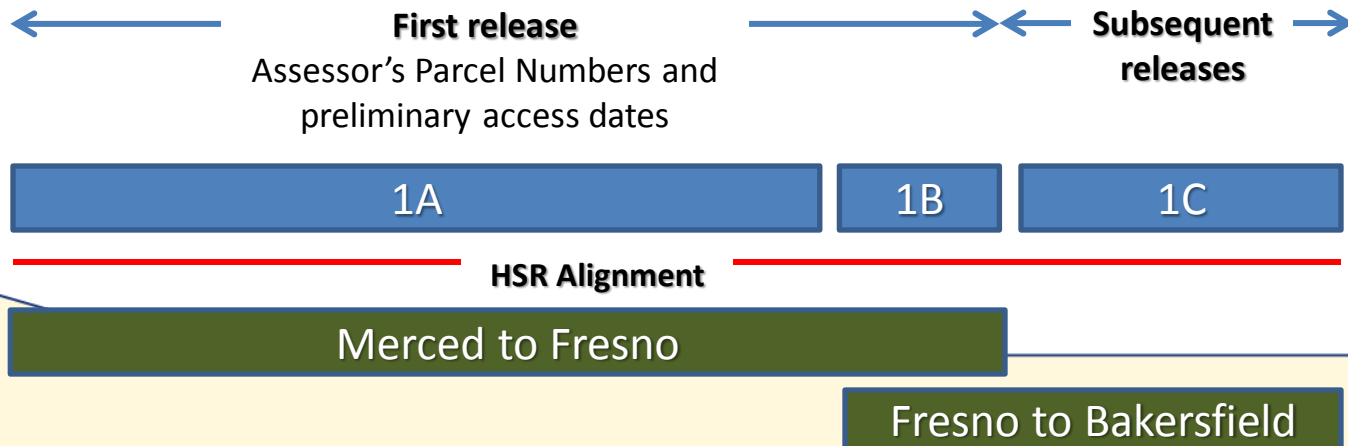 First release
Assessor’s Parcel Numbers and
preliminary access dates
Subsequent
releases
1A
1B
1C
HSR Alignment
Merced to Fresno
Fresno to Bakersfield